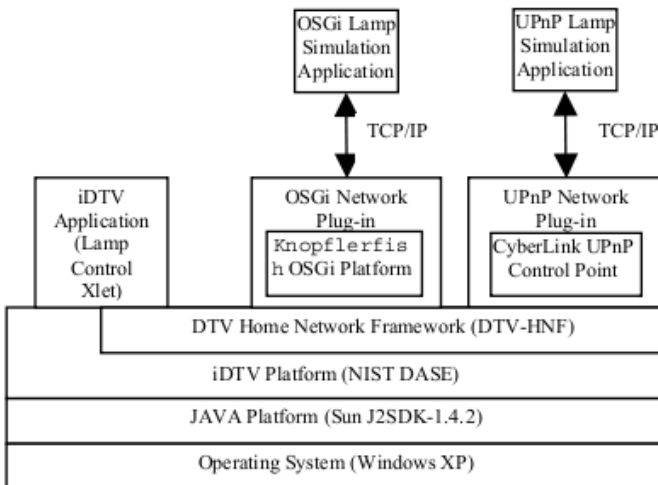 OSGi Lamp
Simulation
Application
UPnP Lamp
Simulation
Application
TCP/IP
TCP/IP
iDTV
Application
(Lamp
Control
Xlet)
OSGi Network
Plug-in
Knopflerfis
h OSGi Platform
UPnP Network
Plug-in
CyberLink UPnP
Control Point
DTV Home Network Framework (DTV-HNF)
iDTV Platform (NIST DASE)
JAVA Platform (Sun J2SDK-1.4.2)
Operating System (Windows XP)